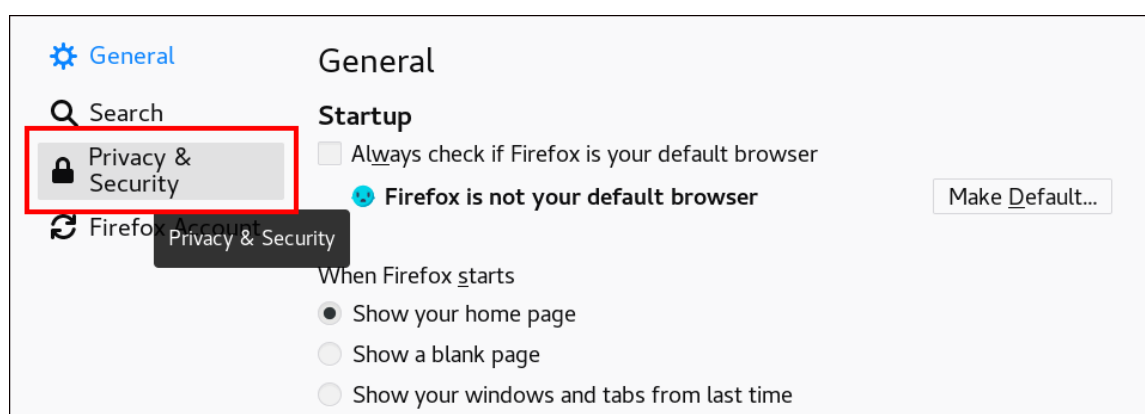 General
Search
Privacy &
Security
Firefox Account
Privacy & Security
General
Startup
Always check if Firefox is your default browser
Firefox is not your default browser
Make Default...
When Firefox starts
Show your home page
Show a blank page
Show your windows and tabs from last time